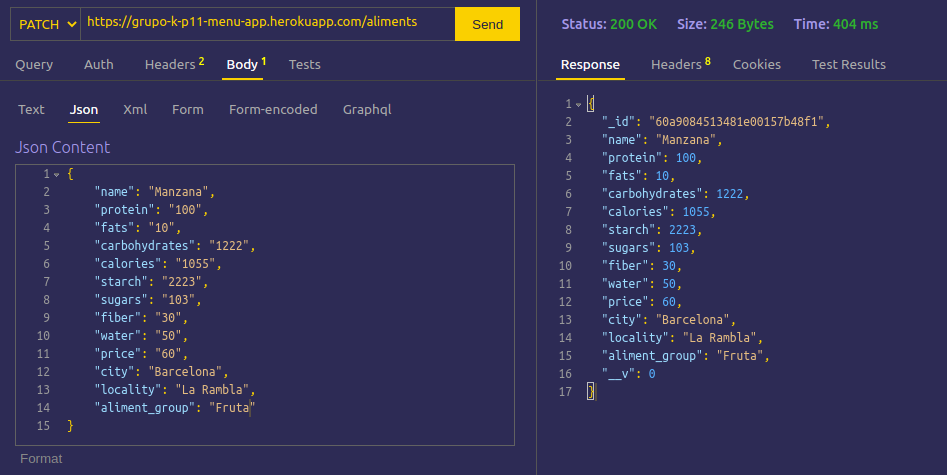 PATCH https://grupo-k-p11-menu-app.herokuapp.com/aliments Send
Query Auth Headers 2 Body 1 Tests
Text Json Xml Form Form-encoded Graphql
Json Content
1 {
2 "name": "Manzana",
3 "protein": "100",
4 "fats": "10",
5 "carbohydrates": "1222",
6 "calories": "1055",
7 "starch": "2223",
8 "sugars": "103",
9 "fiber": "30",
10 "water": "50",
11 "price": "60",
12 "city": "Barcelona",
13 "locality": "La Rambla",
14 "aliment_group": "Fruta"
15 }
Format
Status: 200 OK Size: 246 Bytes Time: 404 ms
Response Headers 8 Cookies Test Results
1 {
2 "_id": "60a9084513481e00157b48f1",
3 "name": "Manzana",
4 "protein": 100,
5 "fats": 10,
6 "carbohydrates": 1222,
7 "calories": 1055,
8 "starch": 2223,
9 "sugars": 103,
10 "fiber": 30,
11 "water": 50,
12 "price": 60,
13 "city": "Barcelona",
14 "locality": "La Rambla",
15 "aliment_group": "Fruta",
16 "__v": 0
17 }